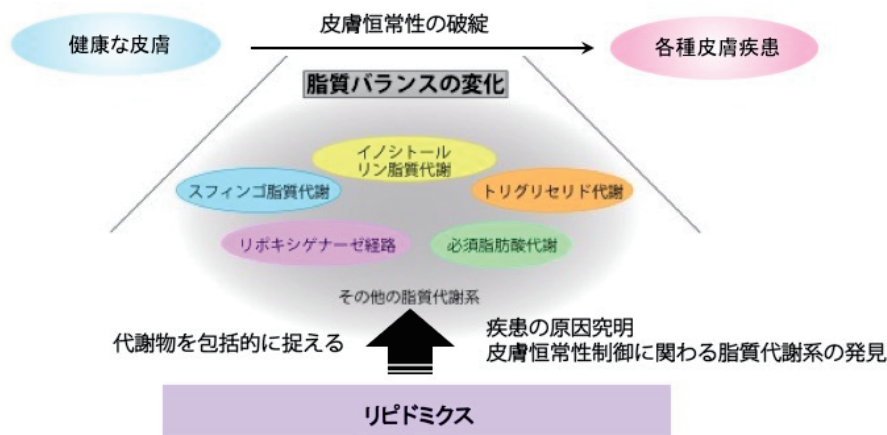 皮膚恒常性の破綻
健康な皮膚
各種皮膚疾患
脂質バランスの変化
イノシトール
リン脂質代謝
スフィンゴ脂質代謝
トリグリセリド代謝
リポキシゲナーゼ経路
必須脂肪酸代謝
その他の脂質代謝系
代謝物を包括的に捉える
疾患の原因究明
皮膚恒常性制御に関わる脂質代謝系の発見
リピドミクス